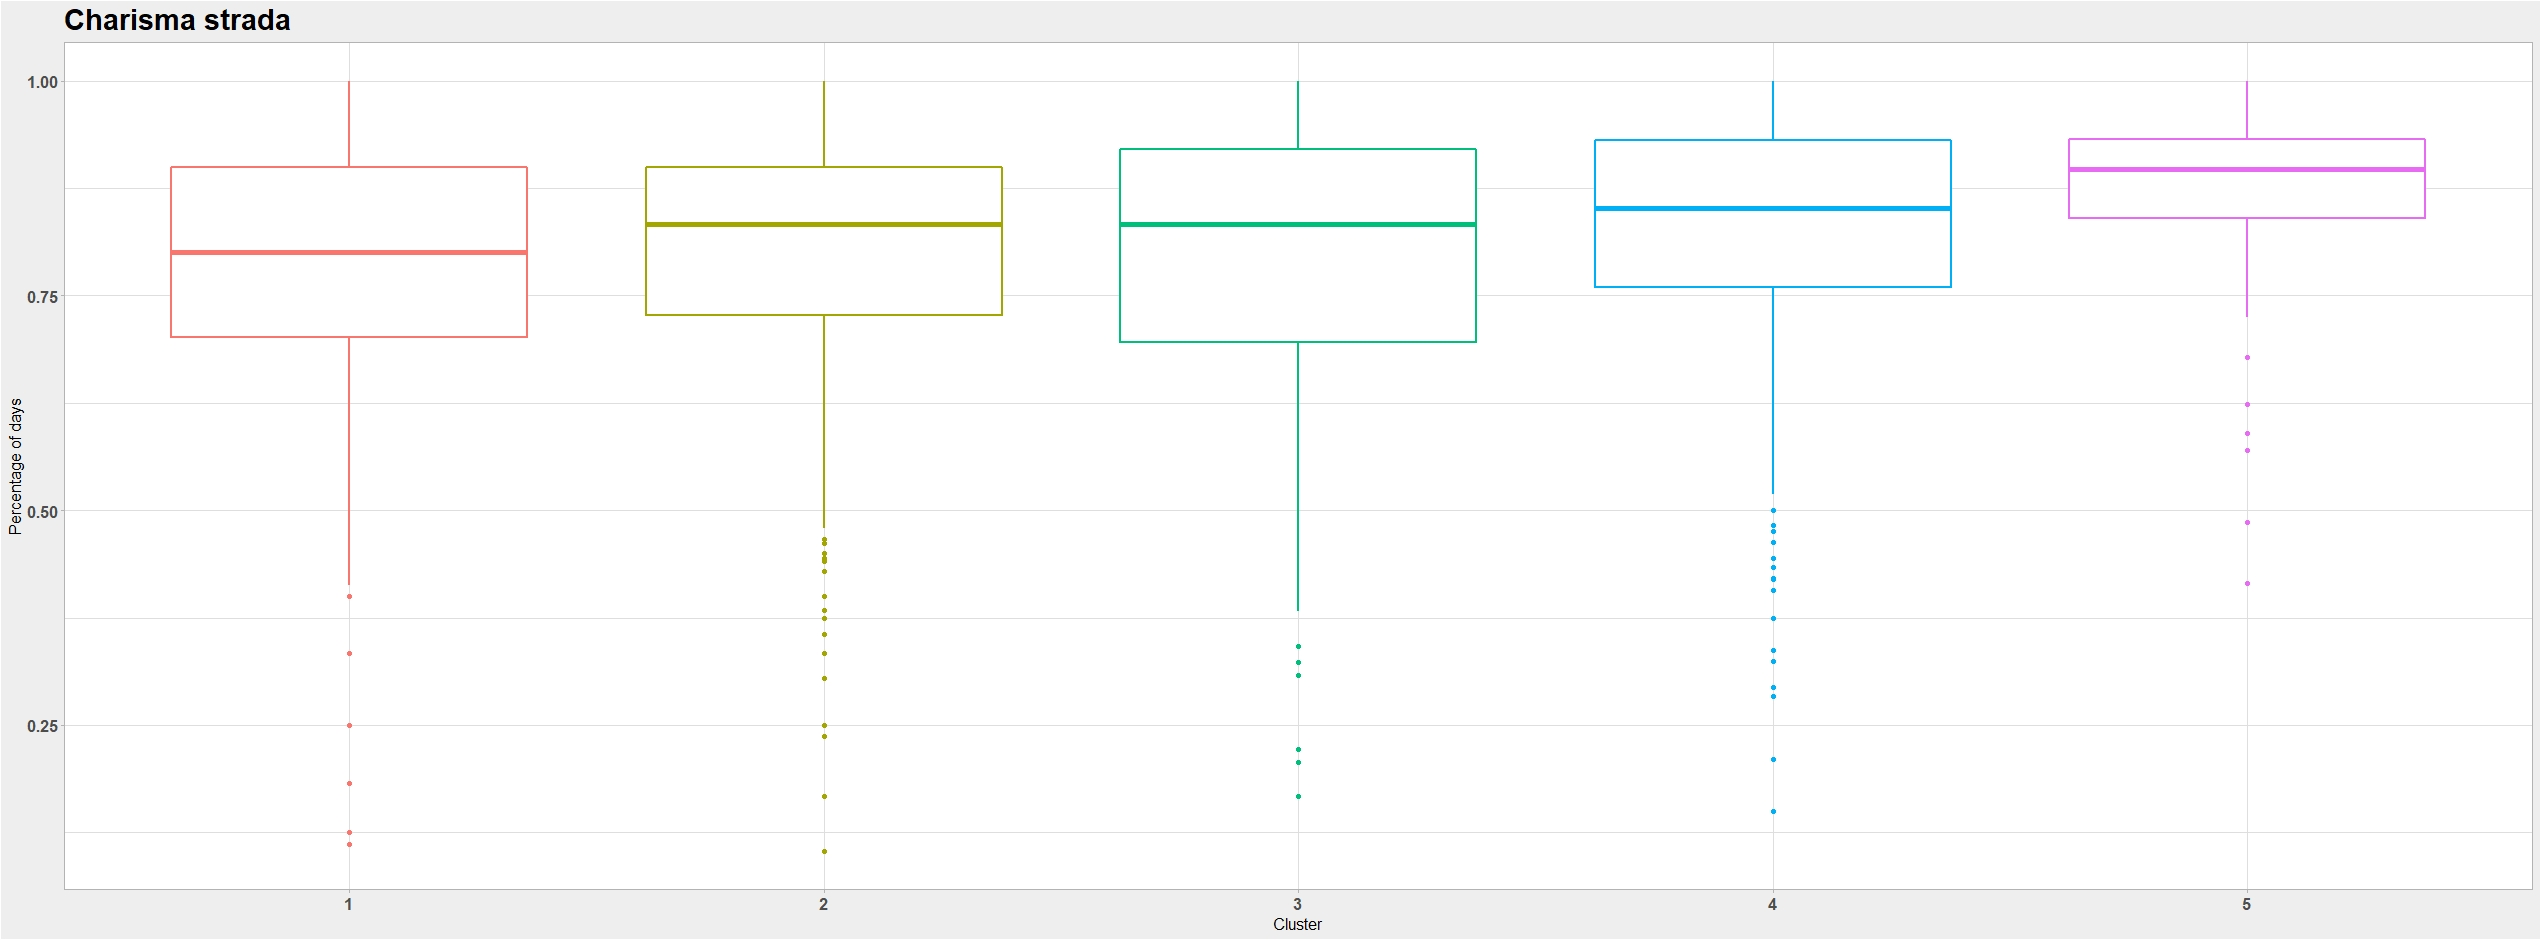 Charisma strada
1.00
0.75
0.50
0.25
Percentage of days
1 2 3 4 5
Cluster